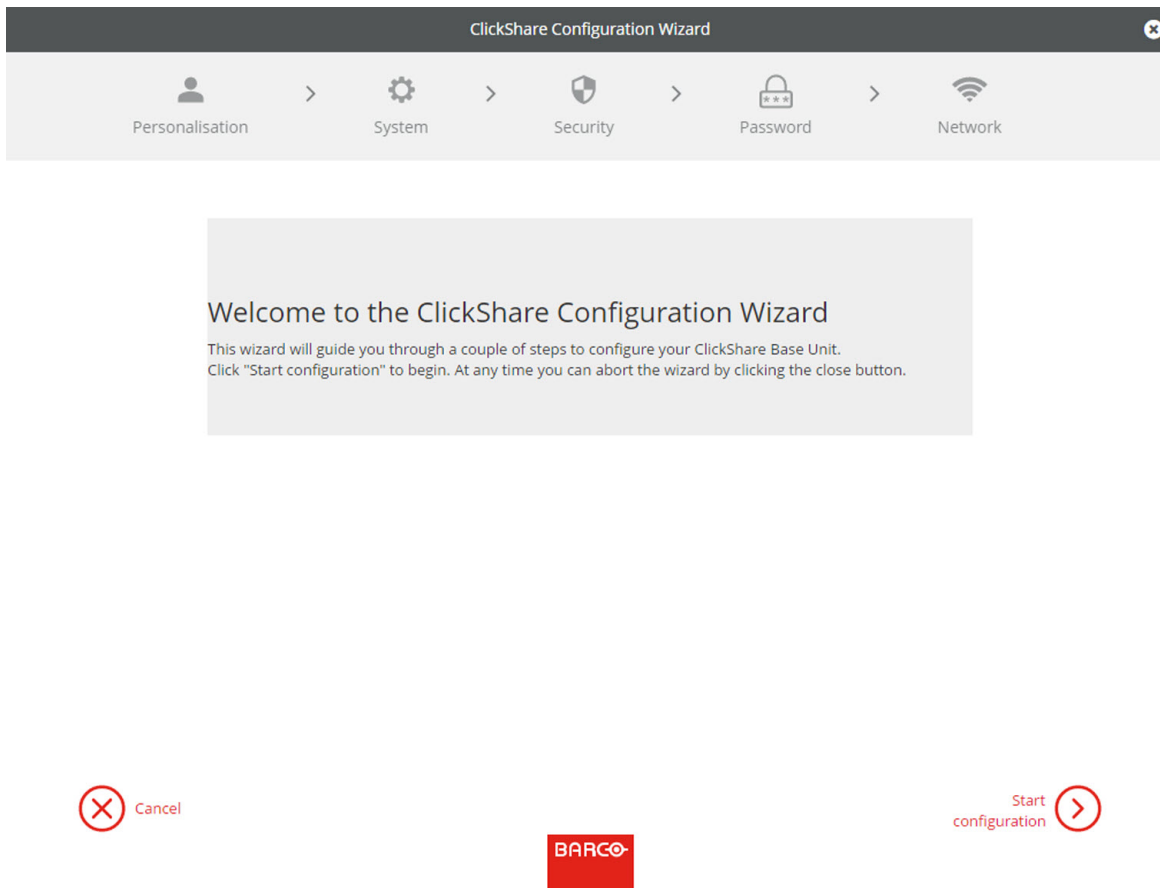 ClickShare Configuration Wizard
Personalisation
System
Security
***
Password
Network
Welcome to the ClickShare Configuration Wizard
This wizard will guide you through a couple of steps to configure your ClickShare Base Unit.
Click "Start configuration" to begin. At any time you can abort the wizard by clicking the close button.
Cancel
Start
configuration
BARCO